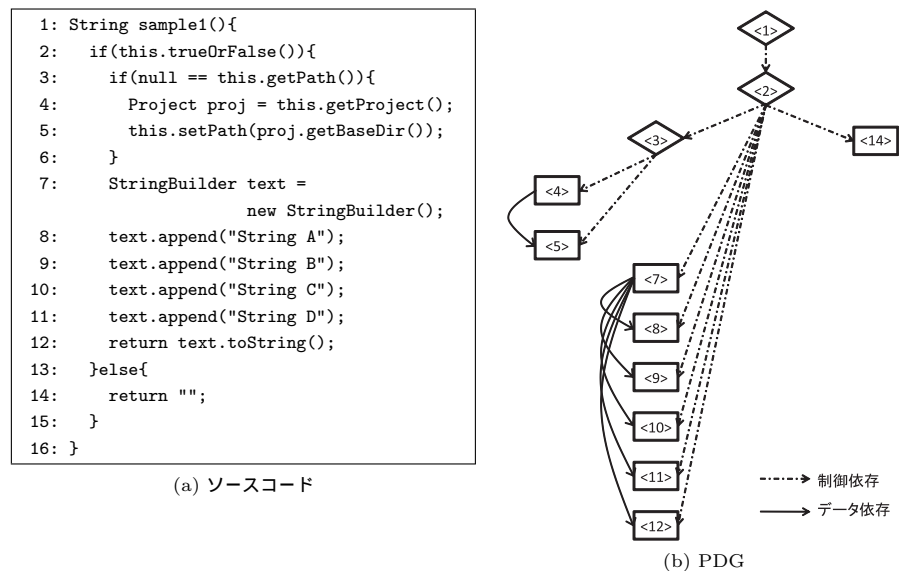 1: String sample1(){
2: if(this.trueOrFalse()){
3: if(null == this.getPath()){
4: Project proj = this.getProject();
5: this.setPath(proj.getBaseDir());
6: }
7: StringBuilder text =
new StringBuilder();
8: text.append("String A");
9: text.append("String B");
10: text.append("String C");
11: text.append("String D");
12: return text.toString();
13: }else{
14: return "";
15: }
16: }
(a) ソースコード
<1>
<2>
<3>
<14>
<4>
<5>
<7>
<8>
<9>
<10>
<11>
<12>
制御依存
データ依存
(b) PDG